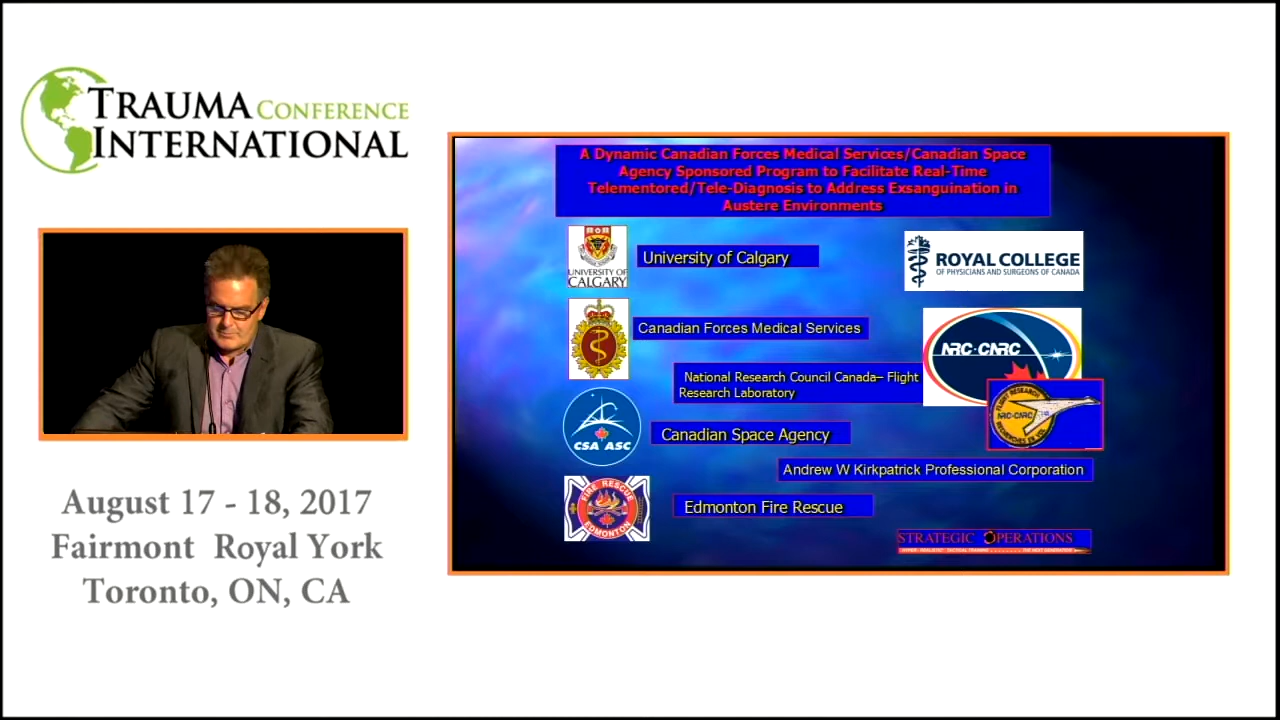 TRAUMA CONFERENCE
INTERNATIONAL
August 17 - 18, 2017
Fairmont Royal York
Toronto, ON, CA
A Dynamic Canadian Forces Medical Services/Canadian Space
Agency Sponsored Program to Facilitate Real-Time
Telementored/Tele-Diagnosis to Address Exsanguination in
Austere Environments
UNIVERSITY OF
CALGARY
University of Calgary
ROYAL COLLEGE
OF PHYSICIANS AND SURGEONS OF CANADA
Canadian Forces Medical Services
NRC·CNRC
National Research Council Canada– Flight
Research Laboratory
FLIGHT RESEARCH
NRC·CNRC
CSA ASC
Canadian Space Agency
Andrew W Kirkpatrick Professional Corporation
FIRE RESCUE
EDMONTON
Edmonton Fire Rescue
STRATEGIC OPERATIONS